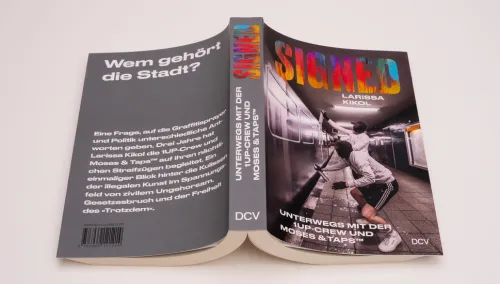 Wem gehört
die Stadt?
Eine Frage, auf die Graffitisprayer
und Politik unterschiedliche Ant-
worten geben. Drei Jahre hat
Larissa Kikol die 1UP-Crew und
Moses & Taps™ auf ihren nächtli-
chen Streifzügen begleitet. Ein
einmaliger Blick hinter die Kulissen
der illegalen Kunst im Spannungs-
feld von zivilem Ungehorsam,
Gesetzesbruch und der Freiheit
des »Trotzdem«.
SIGNED
UNTERWEGS MIT DER
1UP-CREW UND
MOSES & TAPS™
DCV
SIGNED
LARISSA
KIKOL
UNTERWEGS MIT DER
1UP-CREW UND
MOSES & TAPS™
DCV